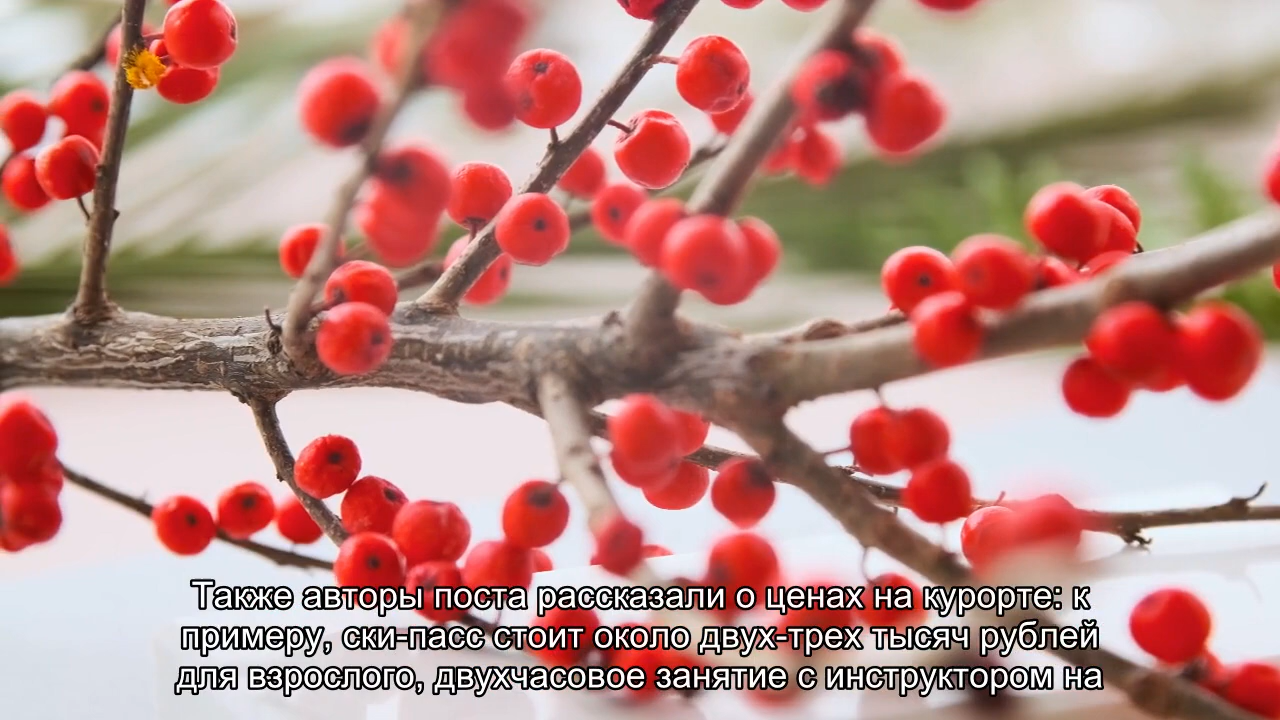 Также авторы поста рассказали о ценах на курорте: к
примеру, ски-пасс стоит около двух-трех тысяч рублей
для взрослого, двухчасовое занятие с инструктором на